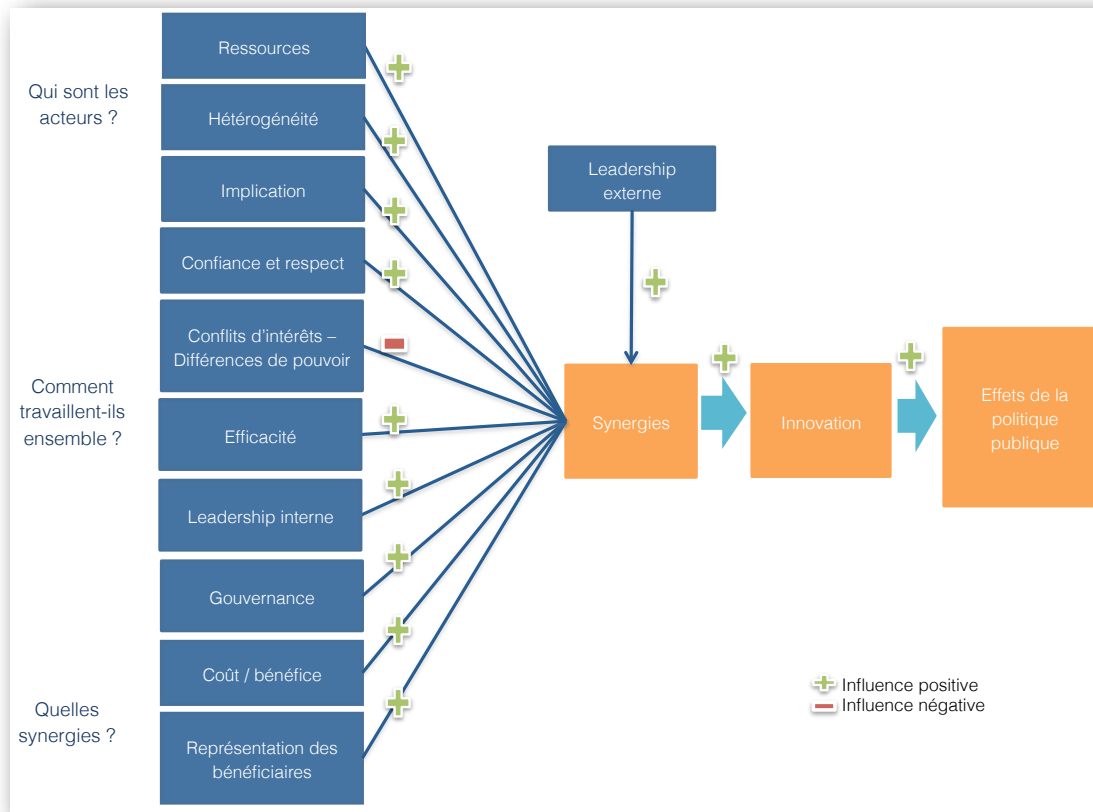 Ressources
Qui sont les
acteurs ?
Hétérogénéité
Implication
Confiance et respect
Conflits d'intérêts –
Différences de pouvoir
Comment
travaillent-ils
ensemble ?
Efficacité
Leadership interne
Gouvernance
Coût / bénéfice
Quelles
synergies ?
Représentation des
bénéficiaires
Leadership
externe
Synergies
Innovation
Effets de la
politique
publique
Influence positive
Influence négative